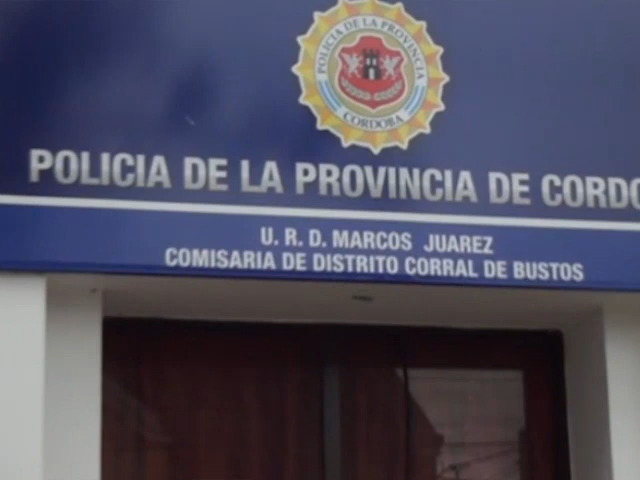 POLICIA DE LA PROVINCIA
CORDOBA
POLICIA DE LA PROVINCIA DE CORDO
U. R. D. MARCOS JUAREZ
COMISARIA DE DISTRITO CORRAL DE BUSTOS